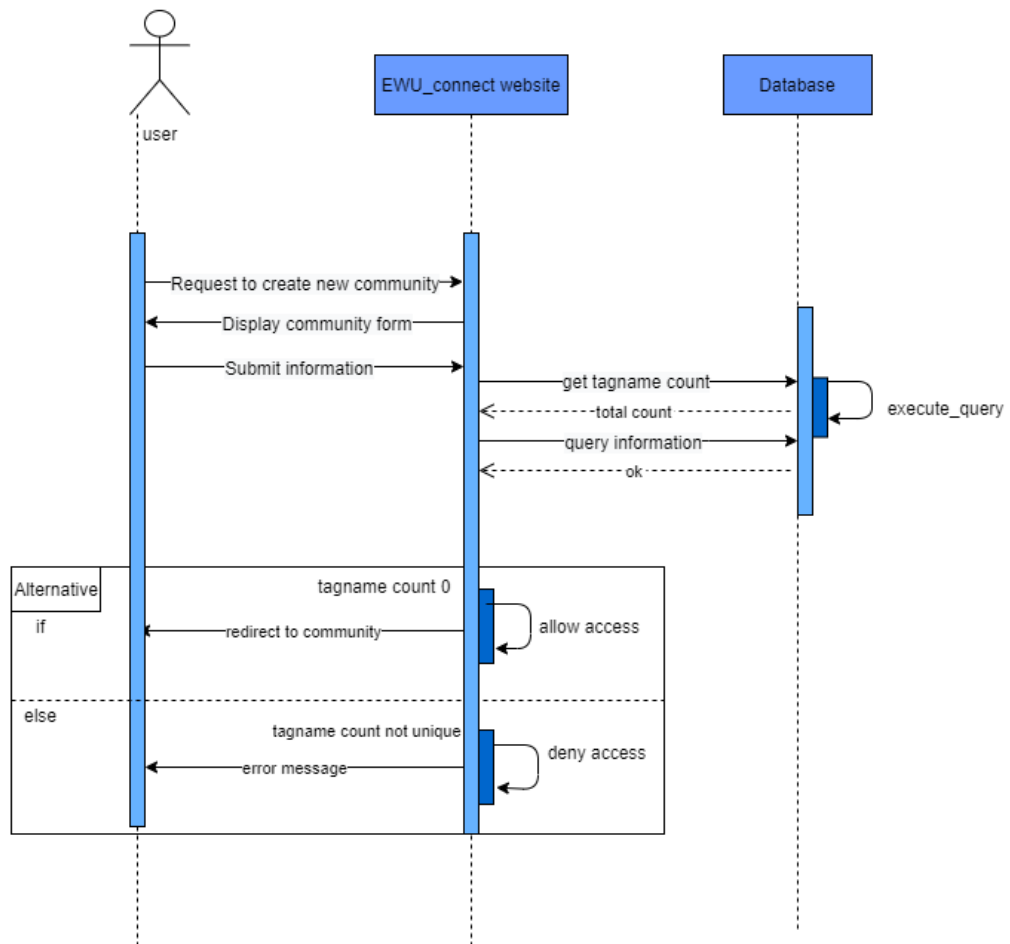 EWU_connect website
Database
user
Request to create new community
Display community form
Submit information
get tagname count
total count
execute_query
query information
ok
Alternative
tagname count 0
if
allow access
redirect to community
else
tagname count not unique
deny access
error message